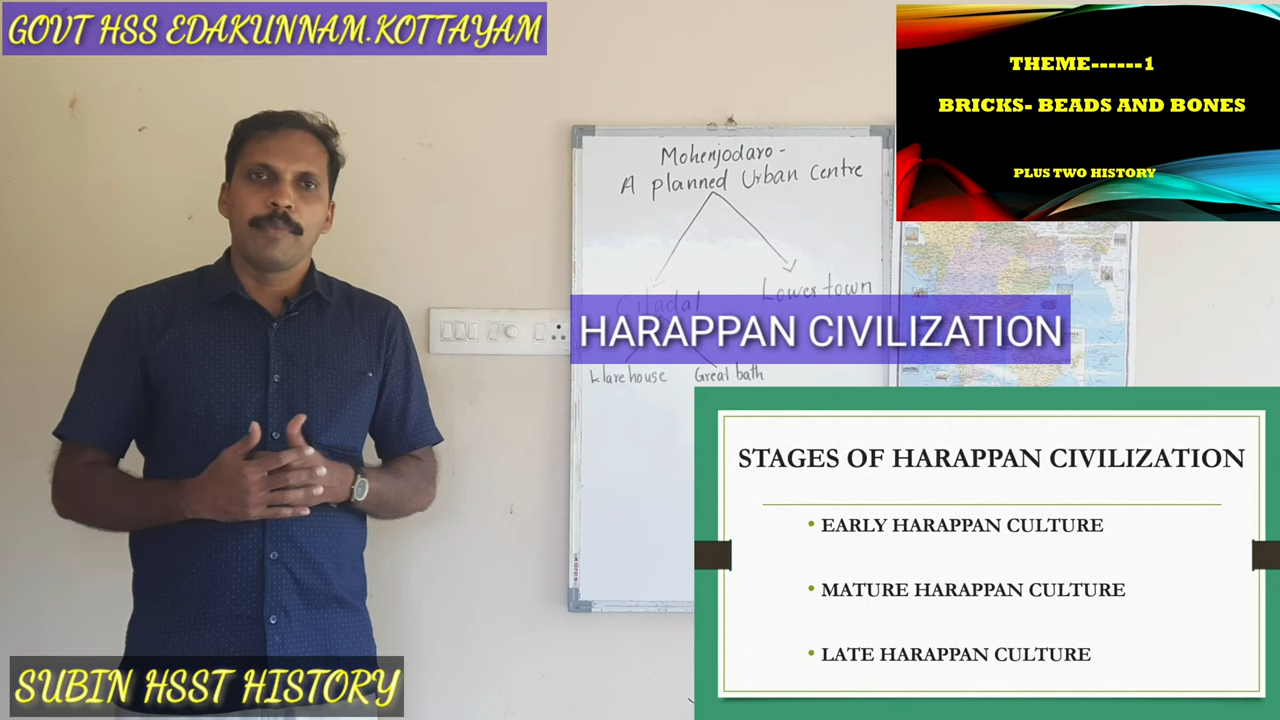 GOVT HSS EDAKUNNAM.KOTTAYAM
THEME------1
BRICKS- BEADS AND BONES
PLUS TWO HISTORY
Mohenjodaro -
A planned Urban Centre
Lower town
HARAPPAN CIVILIZATION
Ware house Great bath
STAGES OF HARAPPAN CIVILIZATION
• EARLY HARAPPAN CULTURE
• MATURE HARAPPAN CULTURE
• LATE HARAPPAN CULTURE
SUBIN HSST HISTORY